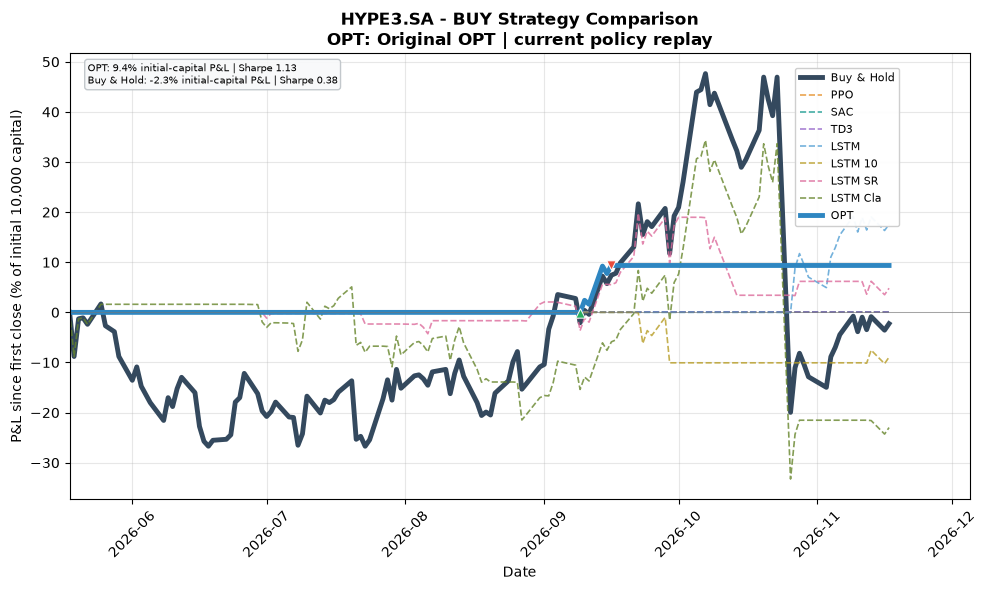 HYPE3.SA - BUY Strategy Comparison
OPT: Original OPT | current policy replay
OPT: 9.4% initial-capital P&L | Sharpe 1.13
Buy & Hold: -2.3% initial-capital P&L | Sharpe 0.38
Buy & Hold
PPO
SAC
TD3
LSTM
LSTM 10
LSTM SR
LSTM Cla
OPT
P&L since first close (% of initial 10,000 capital)
50
40
30
20
10
0
−10
−20
−30
2026-06
2026-07
2026-08
2026-09
2026-10
2026-11
2026-12
Date